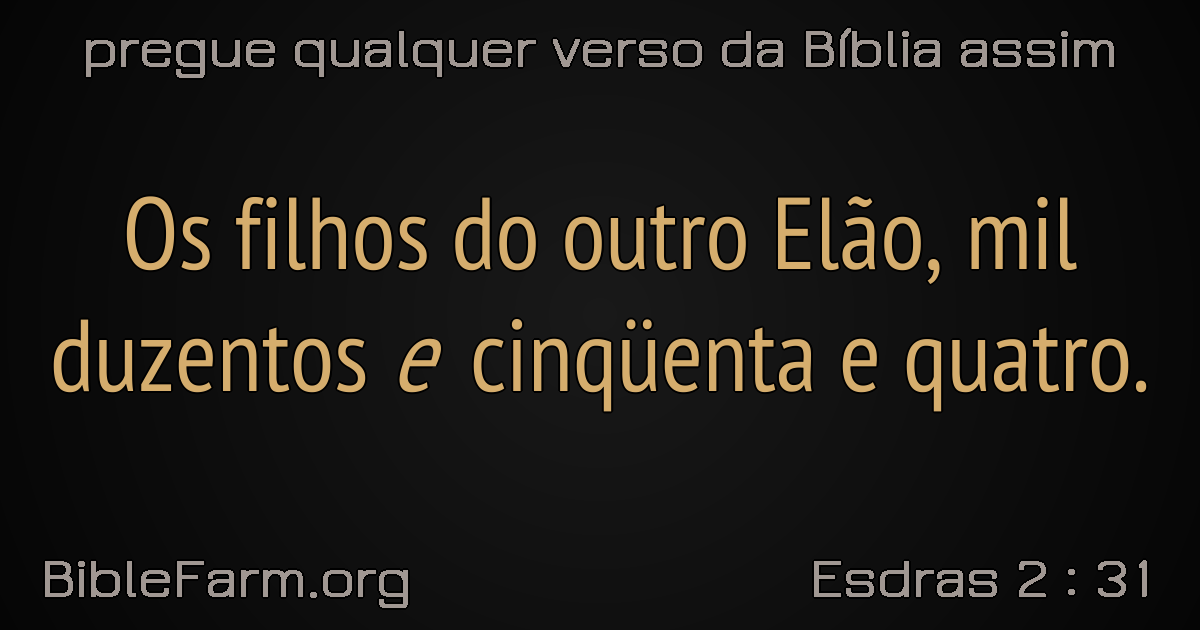 pregue qualquer verso da Bíblia assim
Os filhos do outro Elão, mil
duzentos e cinqüenta e quatro.
BibleFarm.org
Esdras 2 : 31